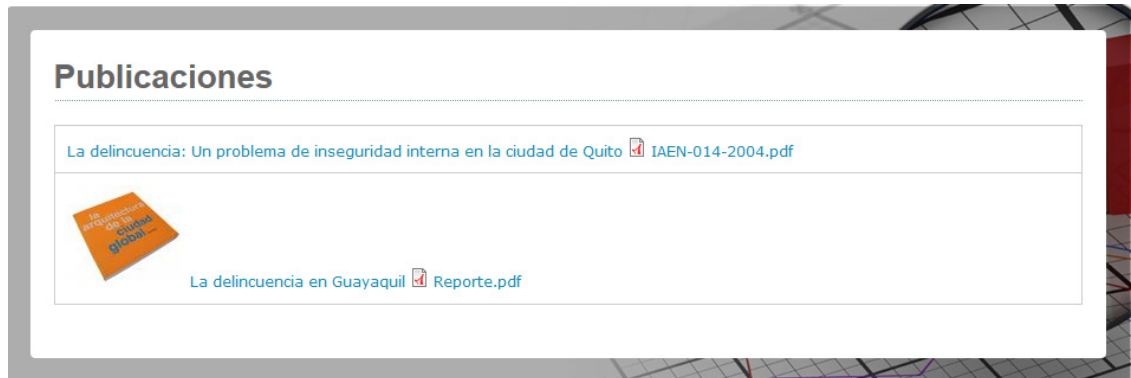 Publicaciones
La delincuencia: Un problema de inseguridad interna en la ciudad de Quito IAEN-014-2004.pdf
la
arquitectura
de la
ciudad
global
La delincuencia en Guayaquil Reporte.pdf